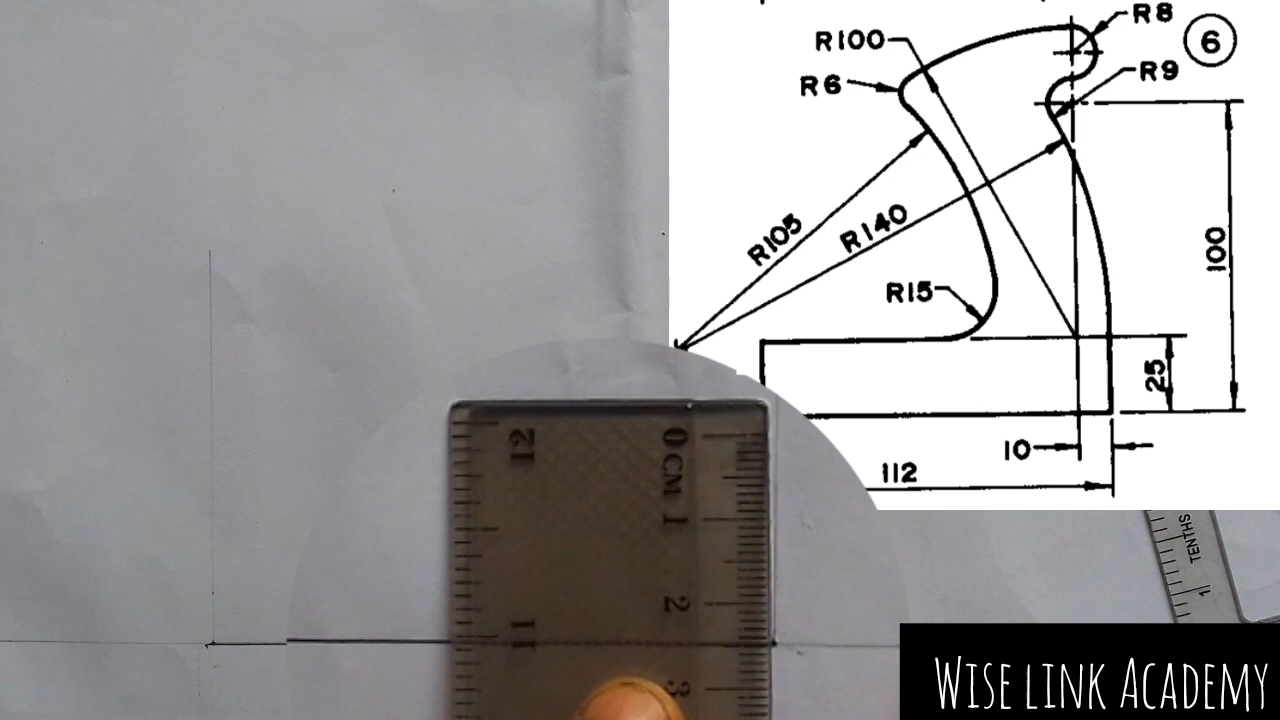 R8
R100
6
R6
R9
R105
R140
100
R15
25
10
112
12
0 CM
1
2
11
3
TENTHS
1
WISE LINK ACADEMY